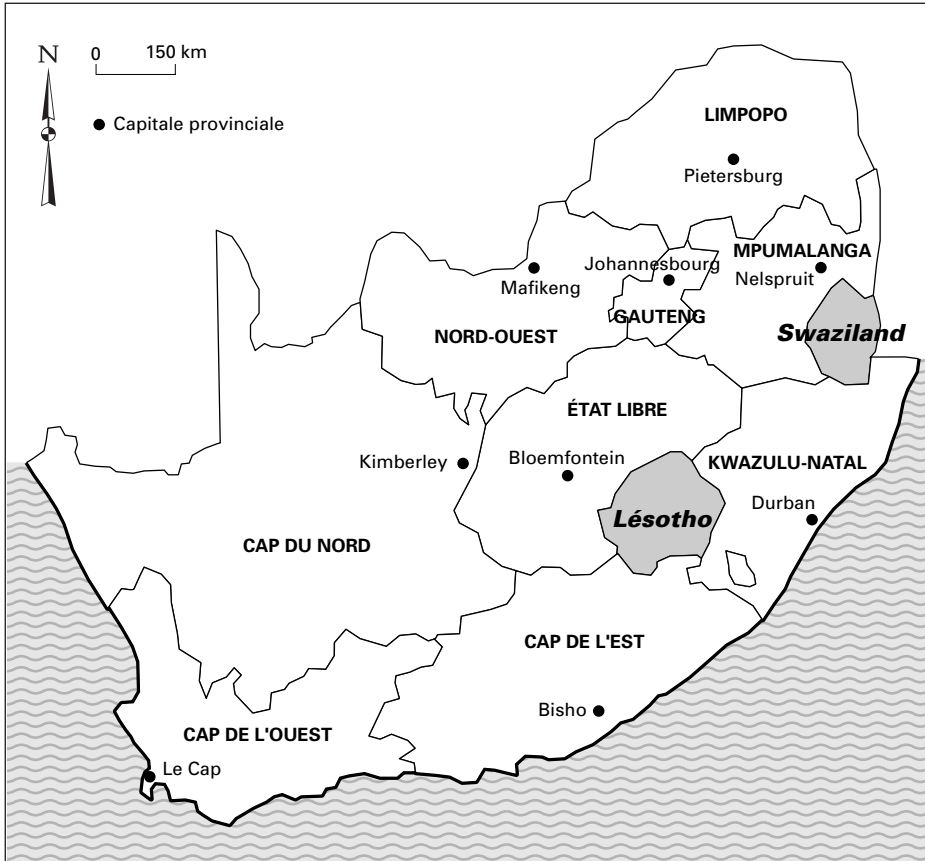 N
0 150 km
Capitale provinciale
LIMPOPO
Pietersburg
MPUMALANGA
Johannesbourg
Nelspruit
Mafikeng
GAUTENG
Swaziland
NORD-OUEST
ÉTAT LIBRE
Kimberley
Bloemfontein
KWAZULU-NATAL
Durban
Lésotho
CAP DU NORD
CAP DE L'EST
Bisho
CAP DE L'OUEST
Le Cap